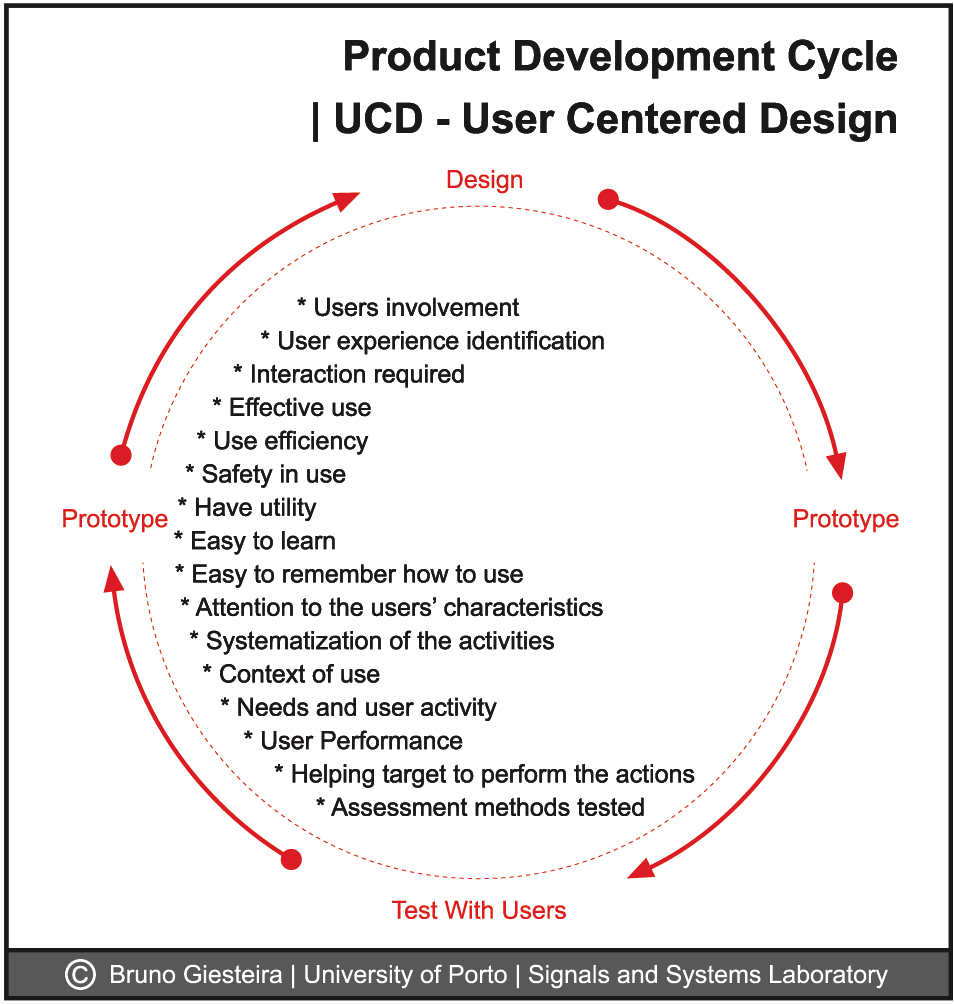 Product Development Cycle
| UCD - User Centered Design
Design
* Users involvement
* User experience identification
* Interaction required
* Effective use
* Use efficiency
* Safety in use
* Have utility
Prototype
Prototype
* Easy to learn
* Easy to remember how to use
* Attention to the users’ characteristics
* Systematization of the activities
* Context of use
* Needs and user activity
* User Performance
* Helping target to perform the actions
* Assessment methods tested
Test With Users
© Bruno Giesteira | University of Porto | Signals and Systems Laboratory